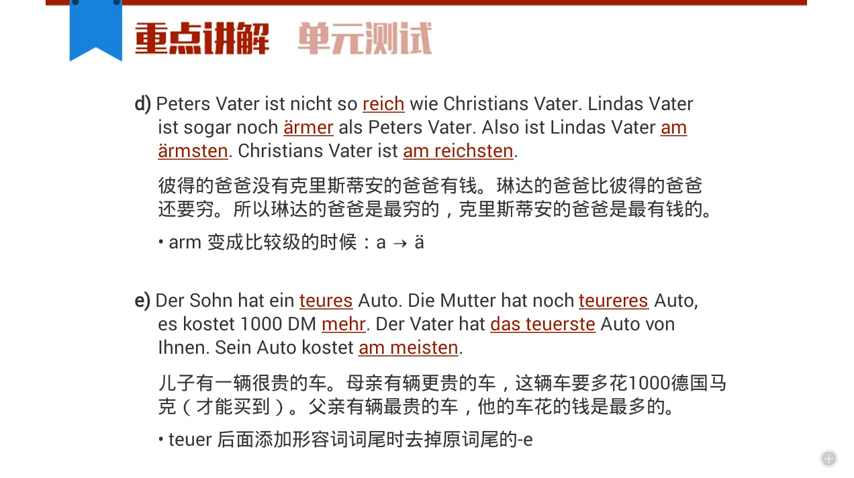 重点讲解 单元测试
d) Peters Vater ist nicht so reich wie Christians Vater. Lindas Vater
ist sogar noch ärmer als Peters Vater. Also ist Lindas Vater am
ärmsten. Christians Vater ist am reichsten.
彼得的爸爸没有克里斯蒂安的爸爸有钱。琳达的爸爸比彼得的爸爸
还要穷。所以琳达的爸爸是最穷的，克里斯蒂安的爸爸是最有钱的。
• arm 变成比较级的时候：a → ä
e) Der Sohn hat ein teures Auto. Die Mutter hat noch teureres Auto,
es kostet 1000 DM mehr. Der Vater hat das teuerste Auto von
Ihnen. Sein Auto kostet am meisten.
儿子有一辆很贵的车。母亲有辆更贵的车，这辆车要多花1000德国马
克（才能买到）。父亲有辆最贵的车，他的车花的钱是最多的。
• teuer 后面添加形容词词尾时去掉原词尾的-e